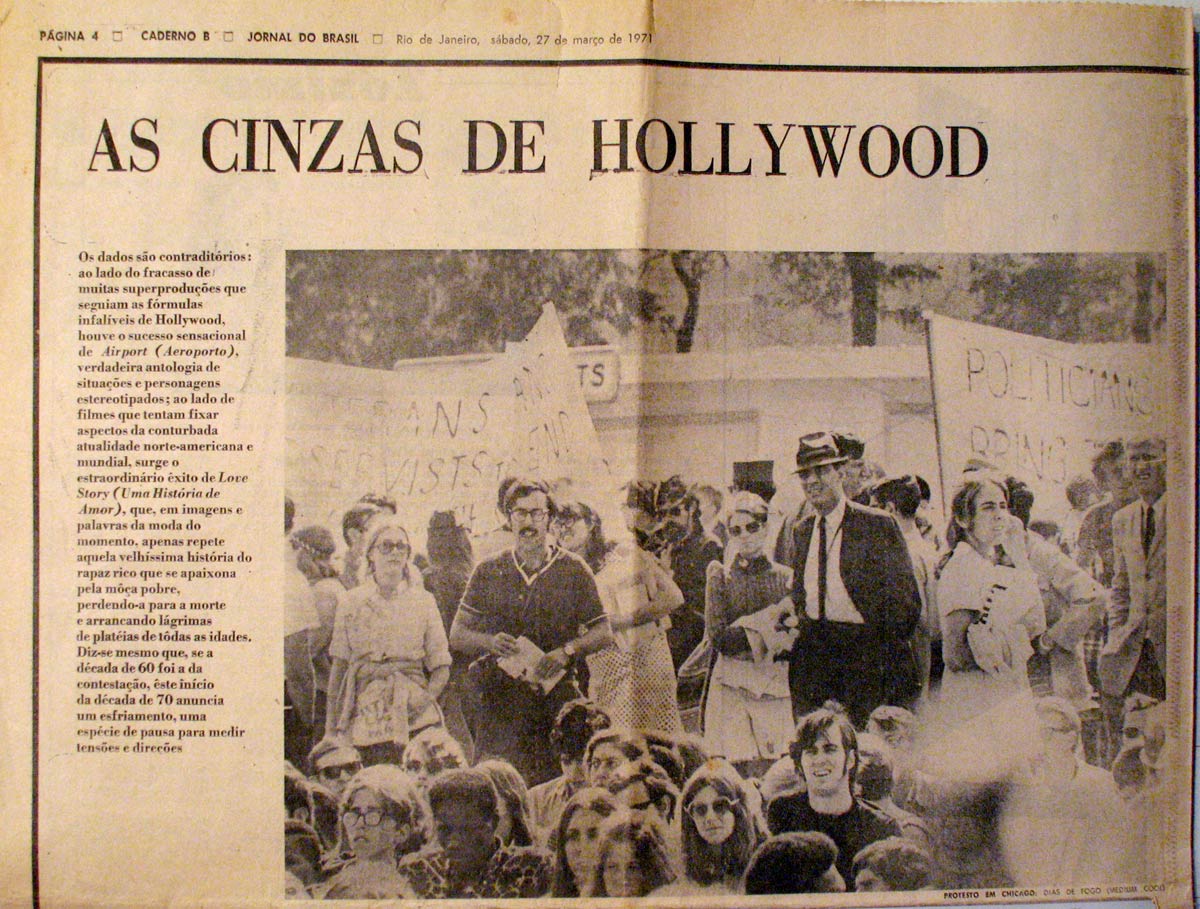 PÁGINA 4 □ CADERNO B □ JORNAL DO BRASIL □ Rio de Janeiro, sábado, 27 de março de 1971
AS CINZAS DE HOLLYWOOD
Os dados são contraditórios:
ao lado do fracasso de
muitas superproduções que
seguiam as fórmulas
infalíveis de Hollywood,
houve o sucesso sensacional
de Airport (Aeroporto),
verdadeira antologia de
situações e personagens
estereotipados; ao lado de
filmes que tentam fixar
aspectos da conturbada
atualidade norte-americana e
mundial, surge o
extraordinário êxito de Love
Story (Uma História de
Amor), que, em imagens e
palavras da moda do
momento, apenas repete
aquela velhíssima história do
rapaz rico que se apaixona
pela môça pobre,
perdendo-a para a morte
e arrancando lágrimas
de platéias de tôdas as idades.
Diz-se mesmo que, se a
década de 60 foi a da
contestação, êste início
da década de 70 anuncia
um esfriamento, uma
espécie de pausa para medir
tensões e direções
TS
AND
POLITICIANS
BRING
PROTESTO EM CHICAGO: DIAS DE FOGO (MEDIUM COOL)